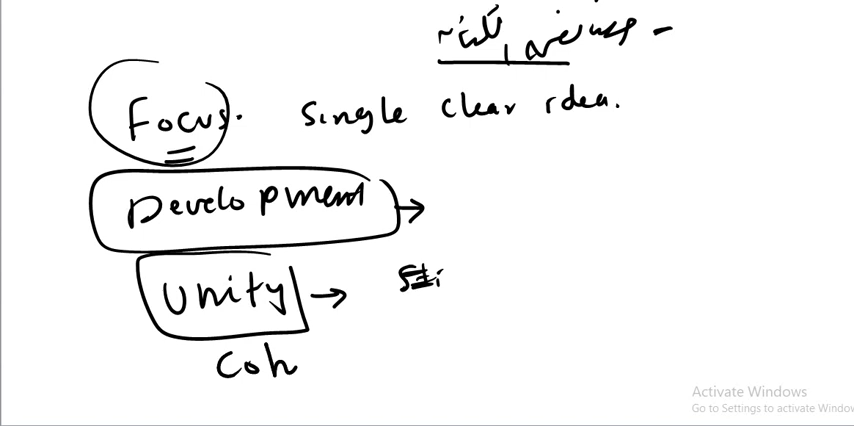 Focus. Single clear idea.
Development →
Unity →
Coh
Activate Windows
Go to Settings to activate Window